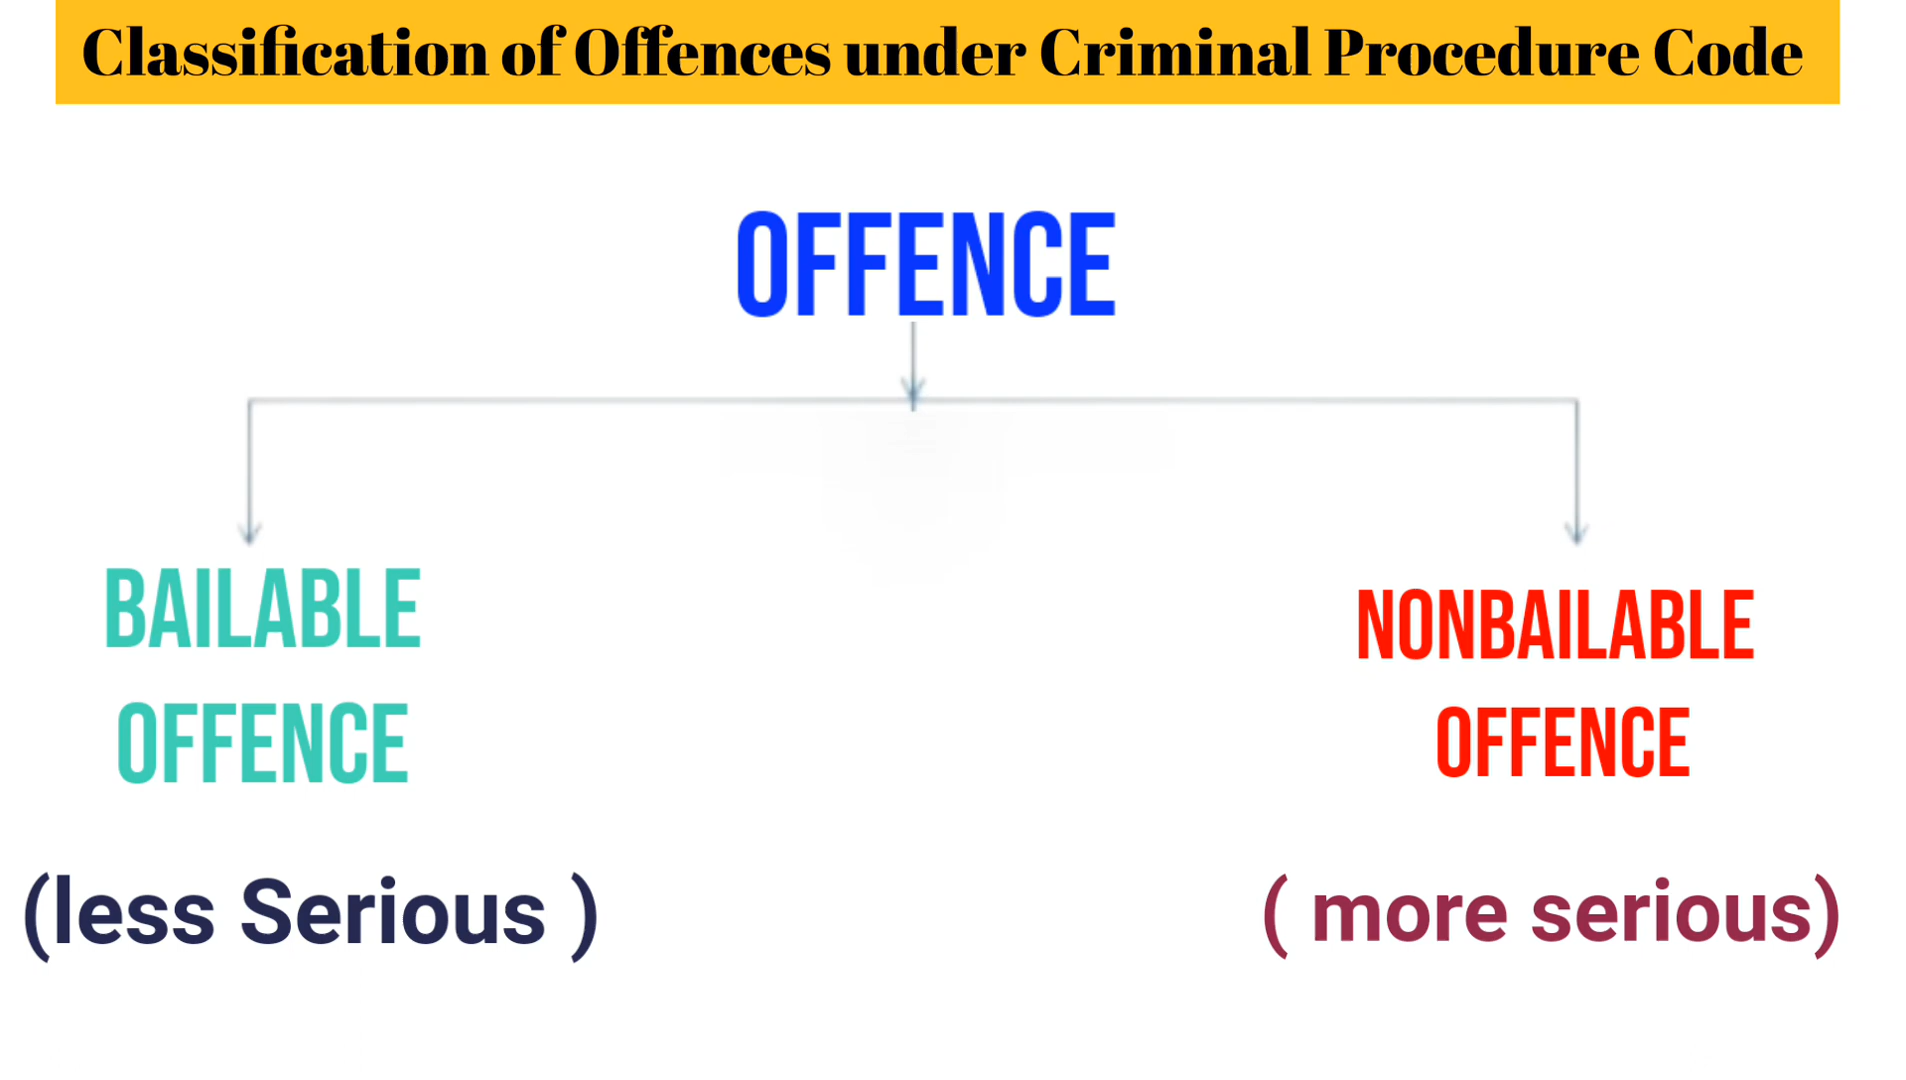 Classification of Offences under Criminal Procedure Code
OFFENCE
BAILABLE
OFFENCE
(less Serious )
NONBAILABLE
OFFENCE
( more serious)